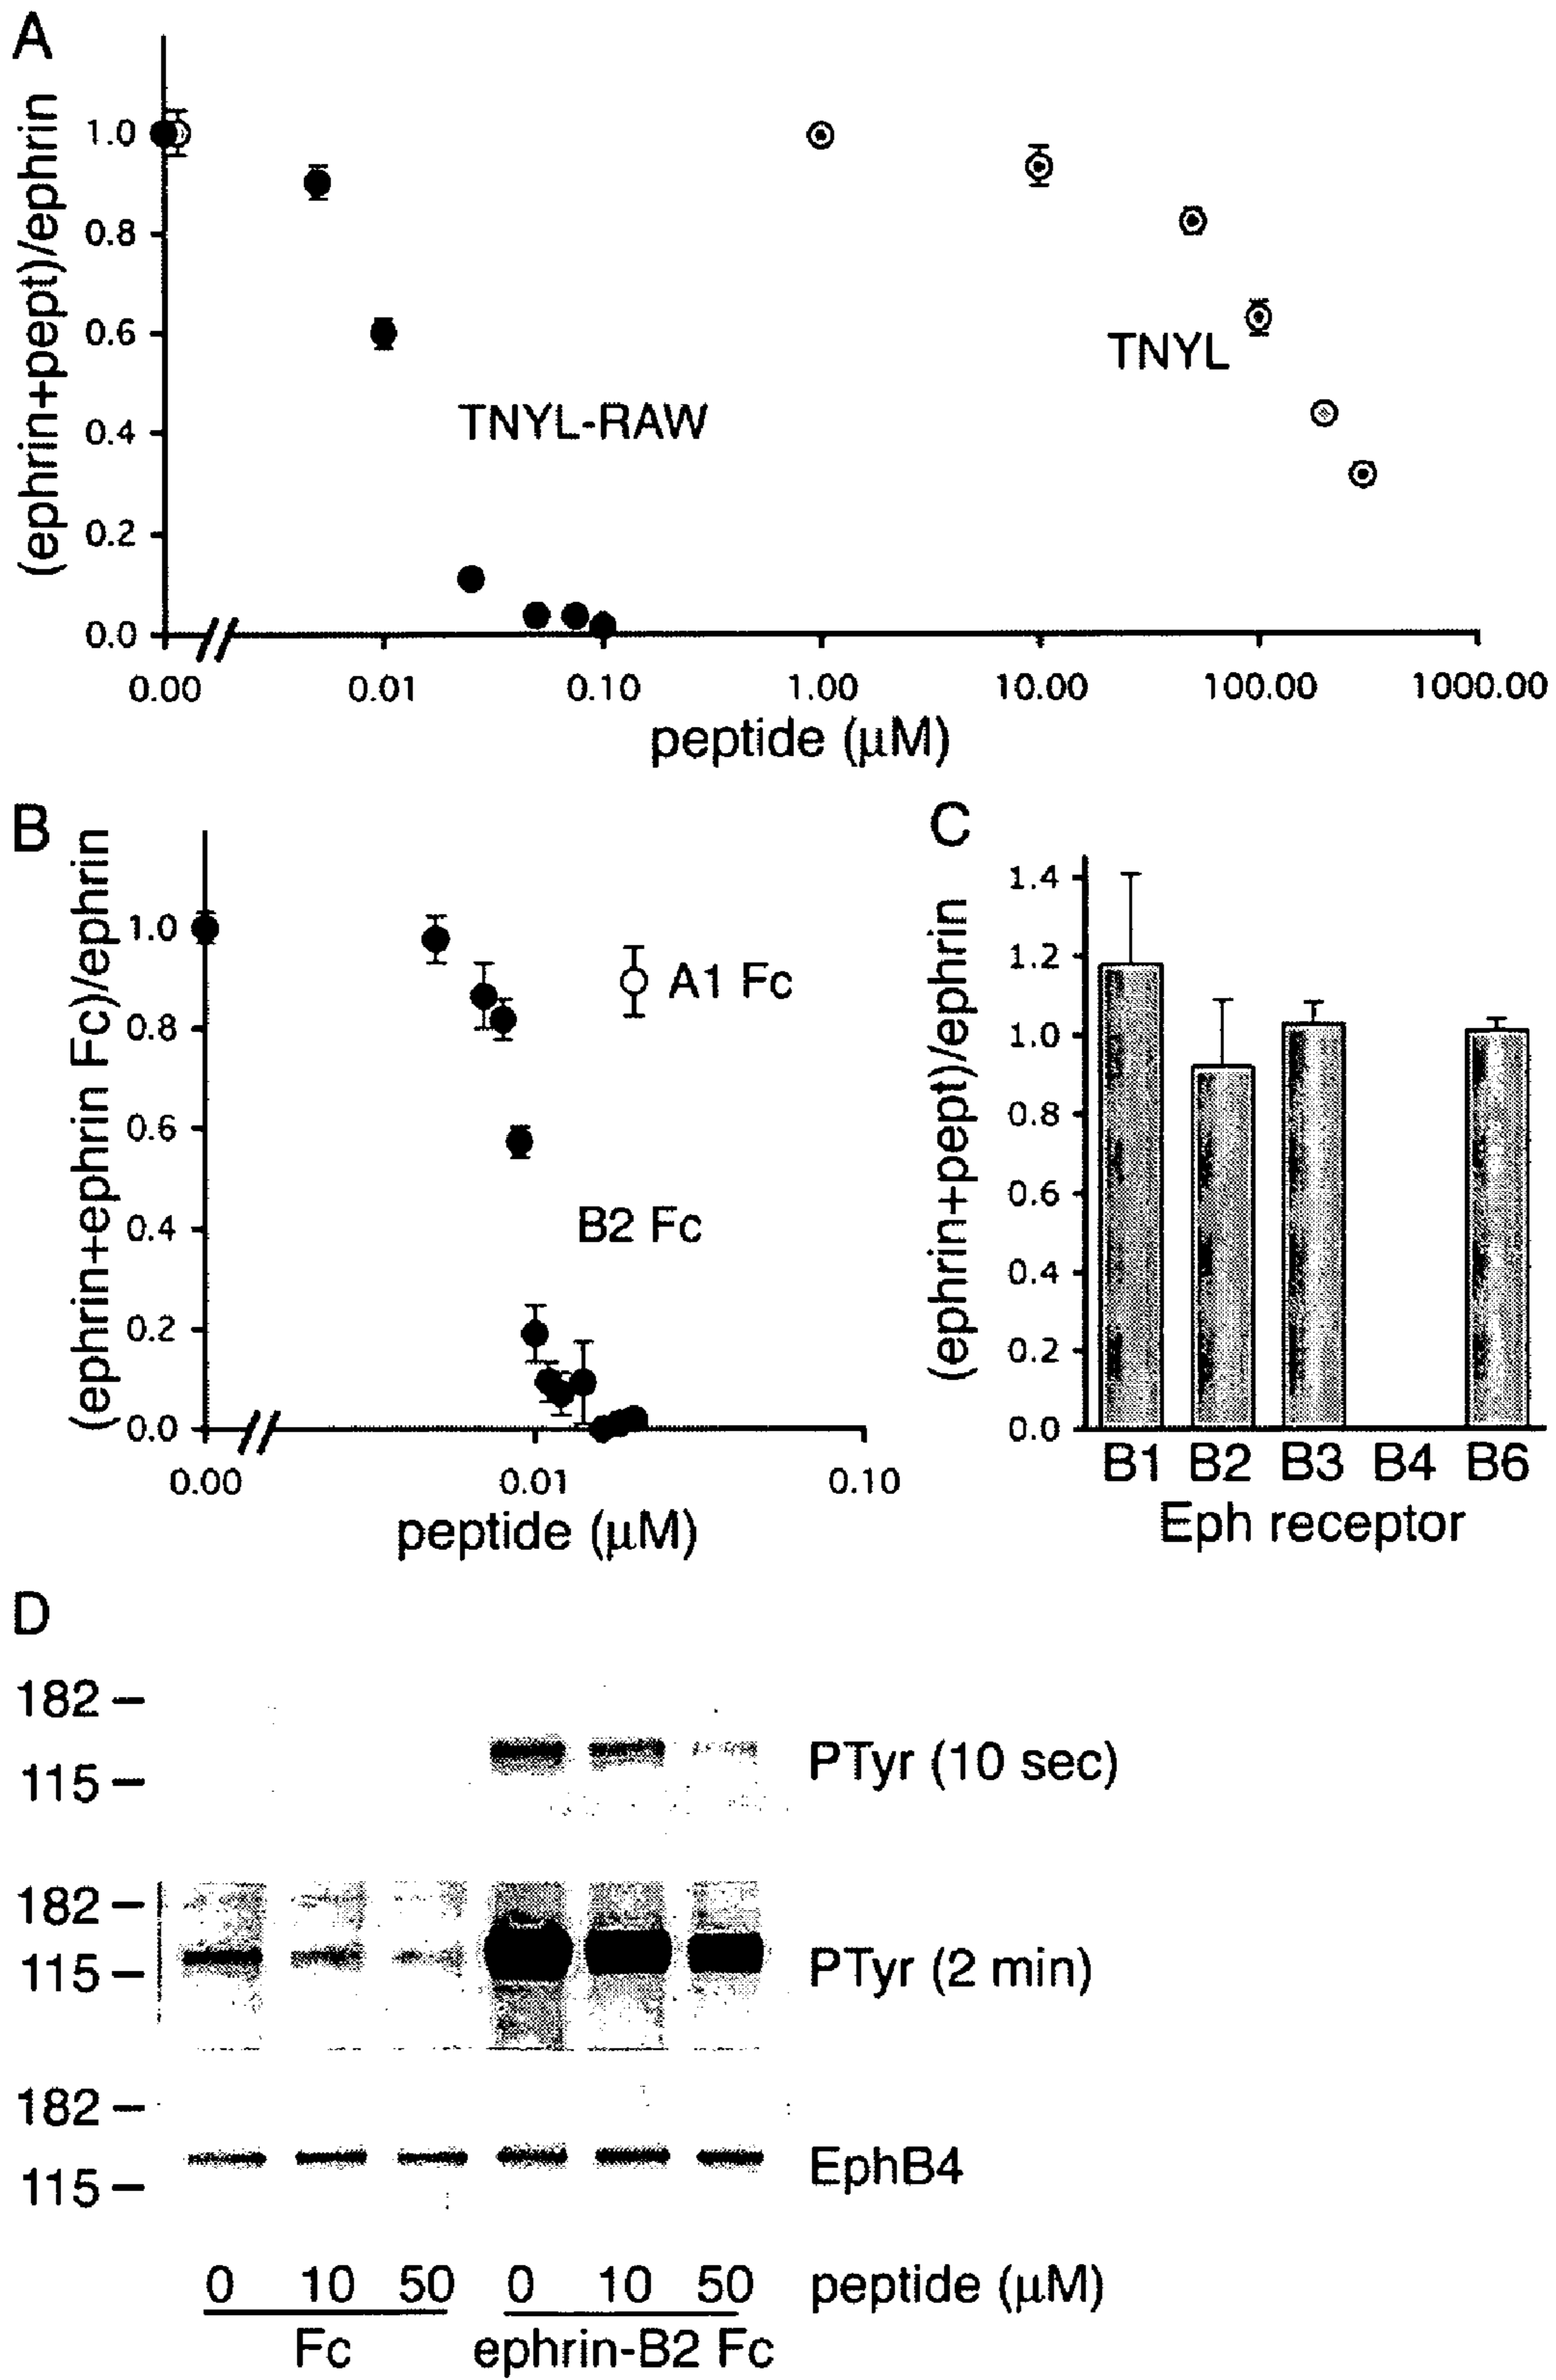 A
(ephrin+pept)/ephrin
1.0
0.8
0.6
0.4
0.2
0.0
TNYL-RAW
TNYL
0.00 0.01 0.10 1.00 10.00 100.00 1000.00
peptide (μM)
B
(ephrin+ephrin Fc)/ephrin
1.0
0.8
0.6
0.4
0.2
0.0
A1 Fc
B2 Fc
0.00 0.01 0.10
peptide (μM)
C
(ephrin+pept)/ephrin
1.4
1.2
1.0
0.8
0.6
0.4
0.2
0.0
B1 B2 B3 B4 B6
Eph receptor
D
182
115
PTyr (10 sec)
182
115
PTyr (2 min)
182
115
EphB4
0 10 50 0 10 50 peptide (μM)
Fc ephrin-B2 Fc